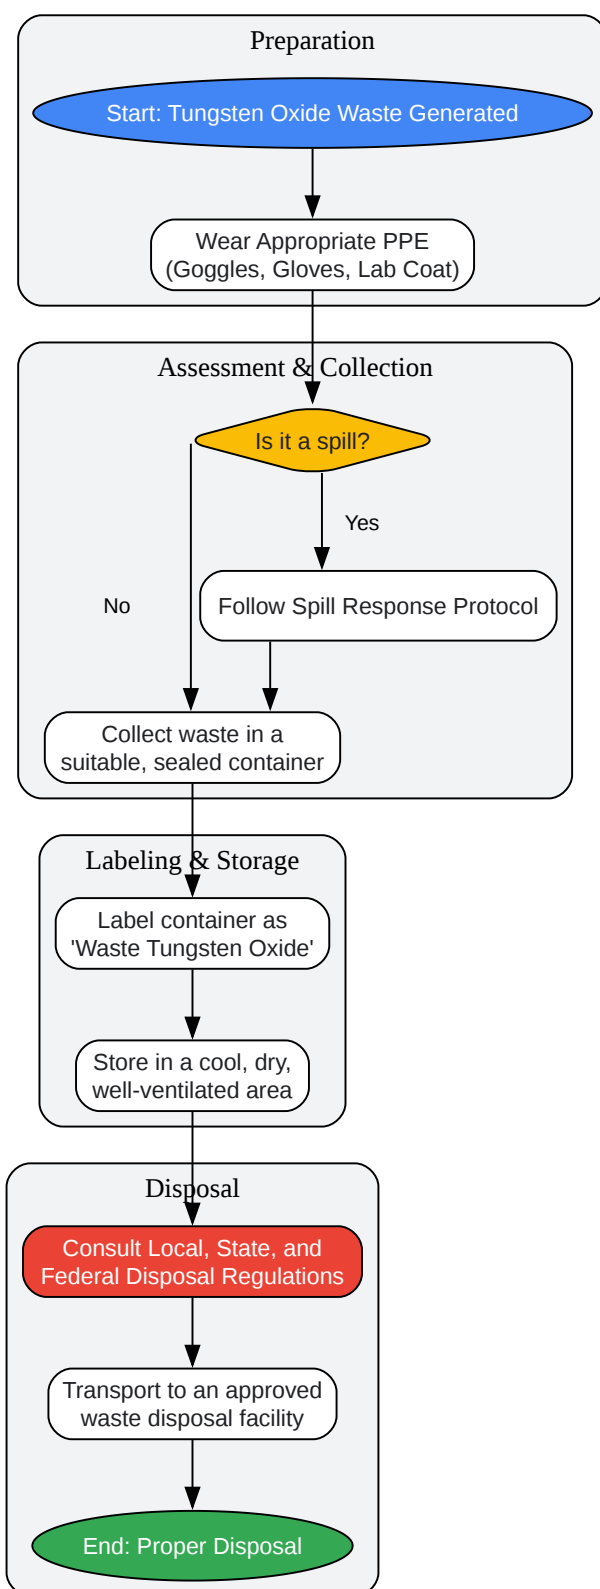 Preparation
Start: Tungsten Oxide Waste Generated
Wear Appropriate PPE
(Goggles, Gloves, Lab Coat)
Assessment & Collection
Is it a spill?
Yes
No
Follow Spill Response Protocol
Collect waste in a
suitable, sealed container
Labeling & Storage
Label container as
'Waste Tungsten Oxide'
Store in a cool, dry,
well-ventilated area
Disposal
Consult Local, State, and
Federal Disposal Regulations
Transport to an approved
waste disposal facility
End: Proper Disposal